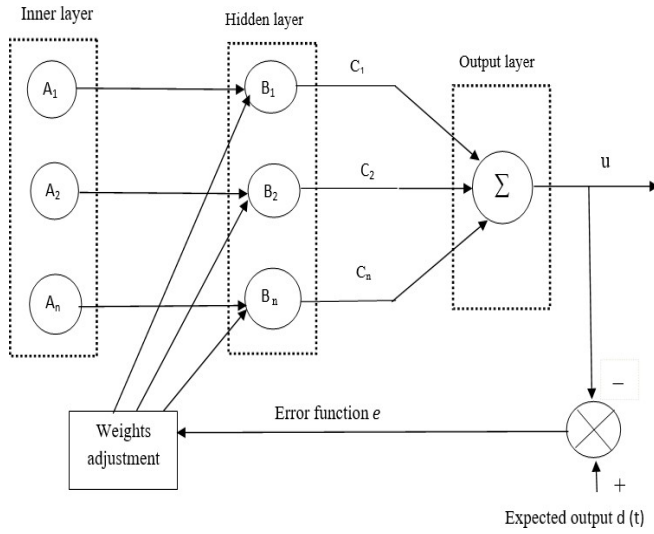 Inner layer
Hidden layer
Output layer
A1
B1
C1
A2
B2
C2
Σ
u
An
Bn
Cn
−
Error function e
Weights
adjustment
+
Expected output d (t)